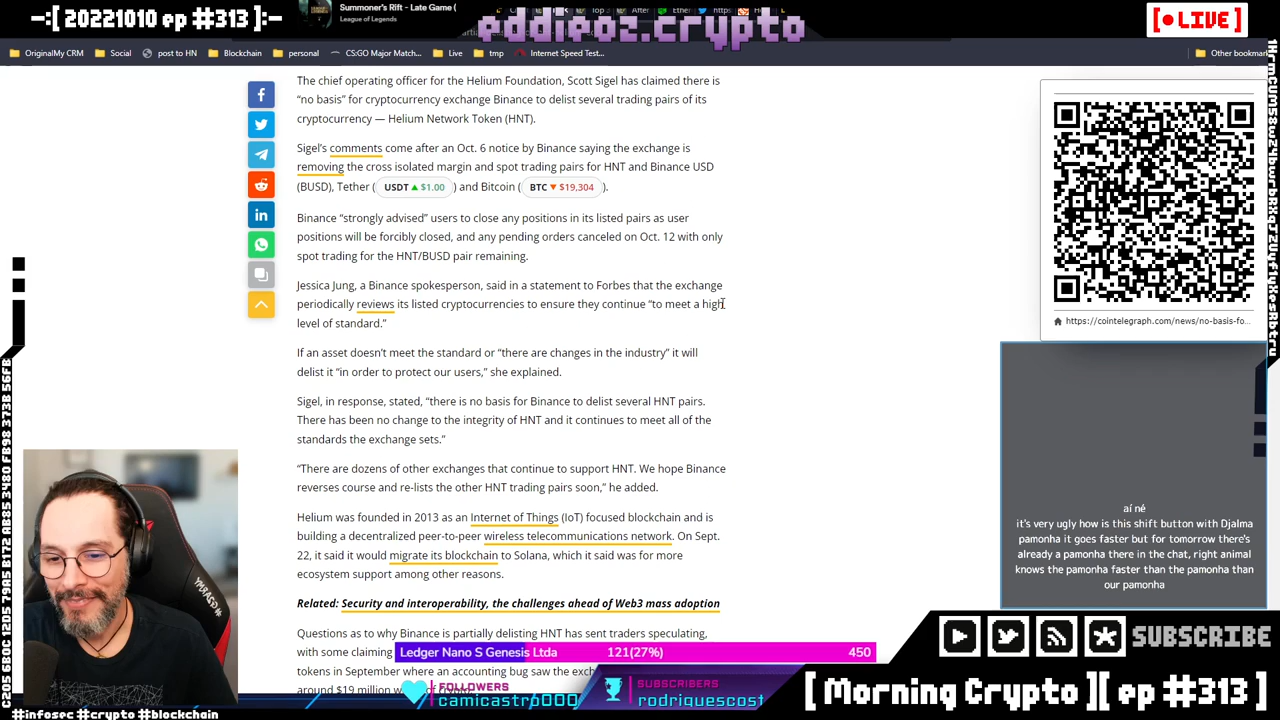 -:[ 20221010 ep #313 ]:-
Summoner's Rift - Late Game (
League of Legends
eddieoz.crypto
[● LIVE]
OriginalMy CRM
Social
post to HN
Blockchain
personal
CS:GO Major Match...
Live
tmp
Internet Speed Test...
Other bookmar
The chief operating officer for the Helium Foundation, Scott Sigel has claimed there is
“no basis” for cryptocurrency exchange Binance to delist several trading pairs of its
cryptocurrency — Helium Network Token (HNT).
Sigel’s comments come after an Oct. 6 notice by Binance saying the exchange is
removing the cross isolated margin and spot trading pairs for HNT and Binance USD
(BUSD), Tether ( USDT ▲ $1.00 ) and Bitcoin ( BTC ▼ $19,304 ).
Binance “strongly advised” users to close any positions in its listed pairs as user
positions will be forcibly closed, and any pending orders canceled on Oct. 12 with only
spot trading for the HNT/BUSD pair remaining.
Jessica Jung, a Binance spokesperson, said in a statement to Forbes that the exchange
periodically reviews its listed cryptocurrencies to ensure they continue “to meet a high
level of standard.”
If an asset doesn’t meet the standard or “there are changes in the industry” it will
delist it “in order to protect our users,” she explained.
Sigel, in response, stated, “there is no basis for Binance to delist several HNT pairs.
There has been no change to the integrity of HNT and it continues to meet all of the
standards the exchange sets.”
“There are dozens of other exchanges that continue to support HNT. We hope Binance
reverses course and re-lists the other HNT trading pairs soon,” he added.
Helium was founded in 2013 as an Internet of Things (IoT) focused blockchain and is
building a decentralized peer-to-peer wireless telecommunications network. On Sept.
22, it said it would migrate its blockchain to Solana, which it said was for more
ecosystem support among other reasons.
Related: Security and interoperability, the challenges ahead of Web3 mass adoption
Questions as to why Binance is partially delisting HNT has sent traders speculating,
with some claiming
tokens in September where an accounting bug saw the exc
around $19 million w
https://cointelegraph.com/news/no-basis-fo...
aí né
it's very ugly how is this shift button with Djalma
pamonha it goes faster but for tomorrow there's
already a pamonha there in the chat, right animal
knows the pamonha faster than the pamonha than
our pamonha
Ledger Nano S Genesis Ltda 121(27%) 450
FOLLOWERS
camicastro000
SUBSCRIBERS
rodriguescost
SUBSCRIBE
[ Morning Crypto ][ ep #313 ]
#infosec #crypto #blockchain